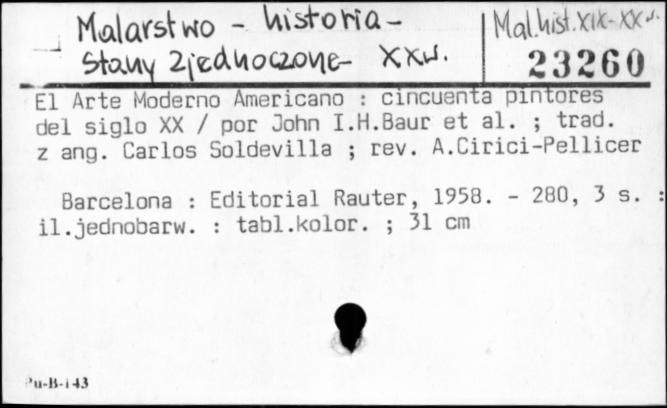 Malarstwo - historia -
Stany Zjednoczone - XXw.
Mal.hist.XIX-XXw.
23260
El Arte Moderno Americano : cincuenta pintores
del siglo XX / por John I.H.Baur et al. ; trad.
z ang. Carlos Soldevilla ; rev. A.Cirici-Pellicer
Barcelona : Editorial Rauter, 1958. - 280, 3 s. :
il.jednobarw. : tabl.kolor. ; 31 cm
Pu-B-143